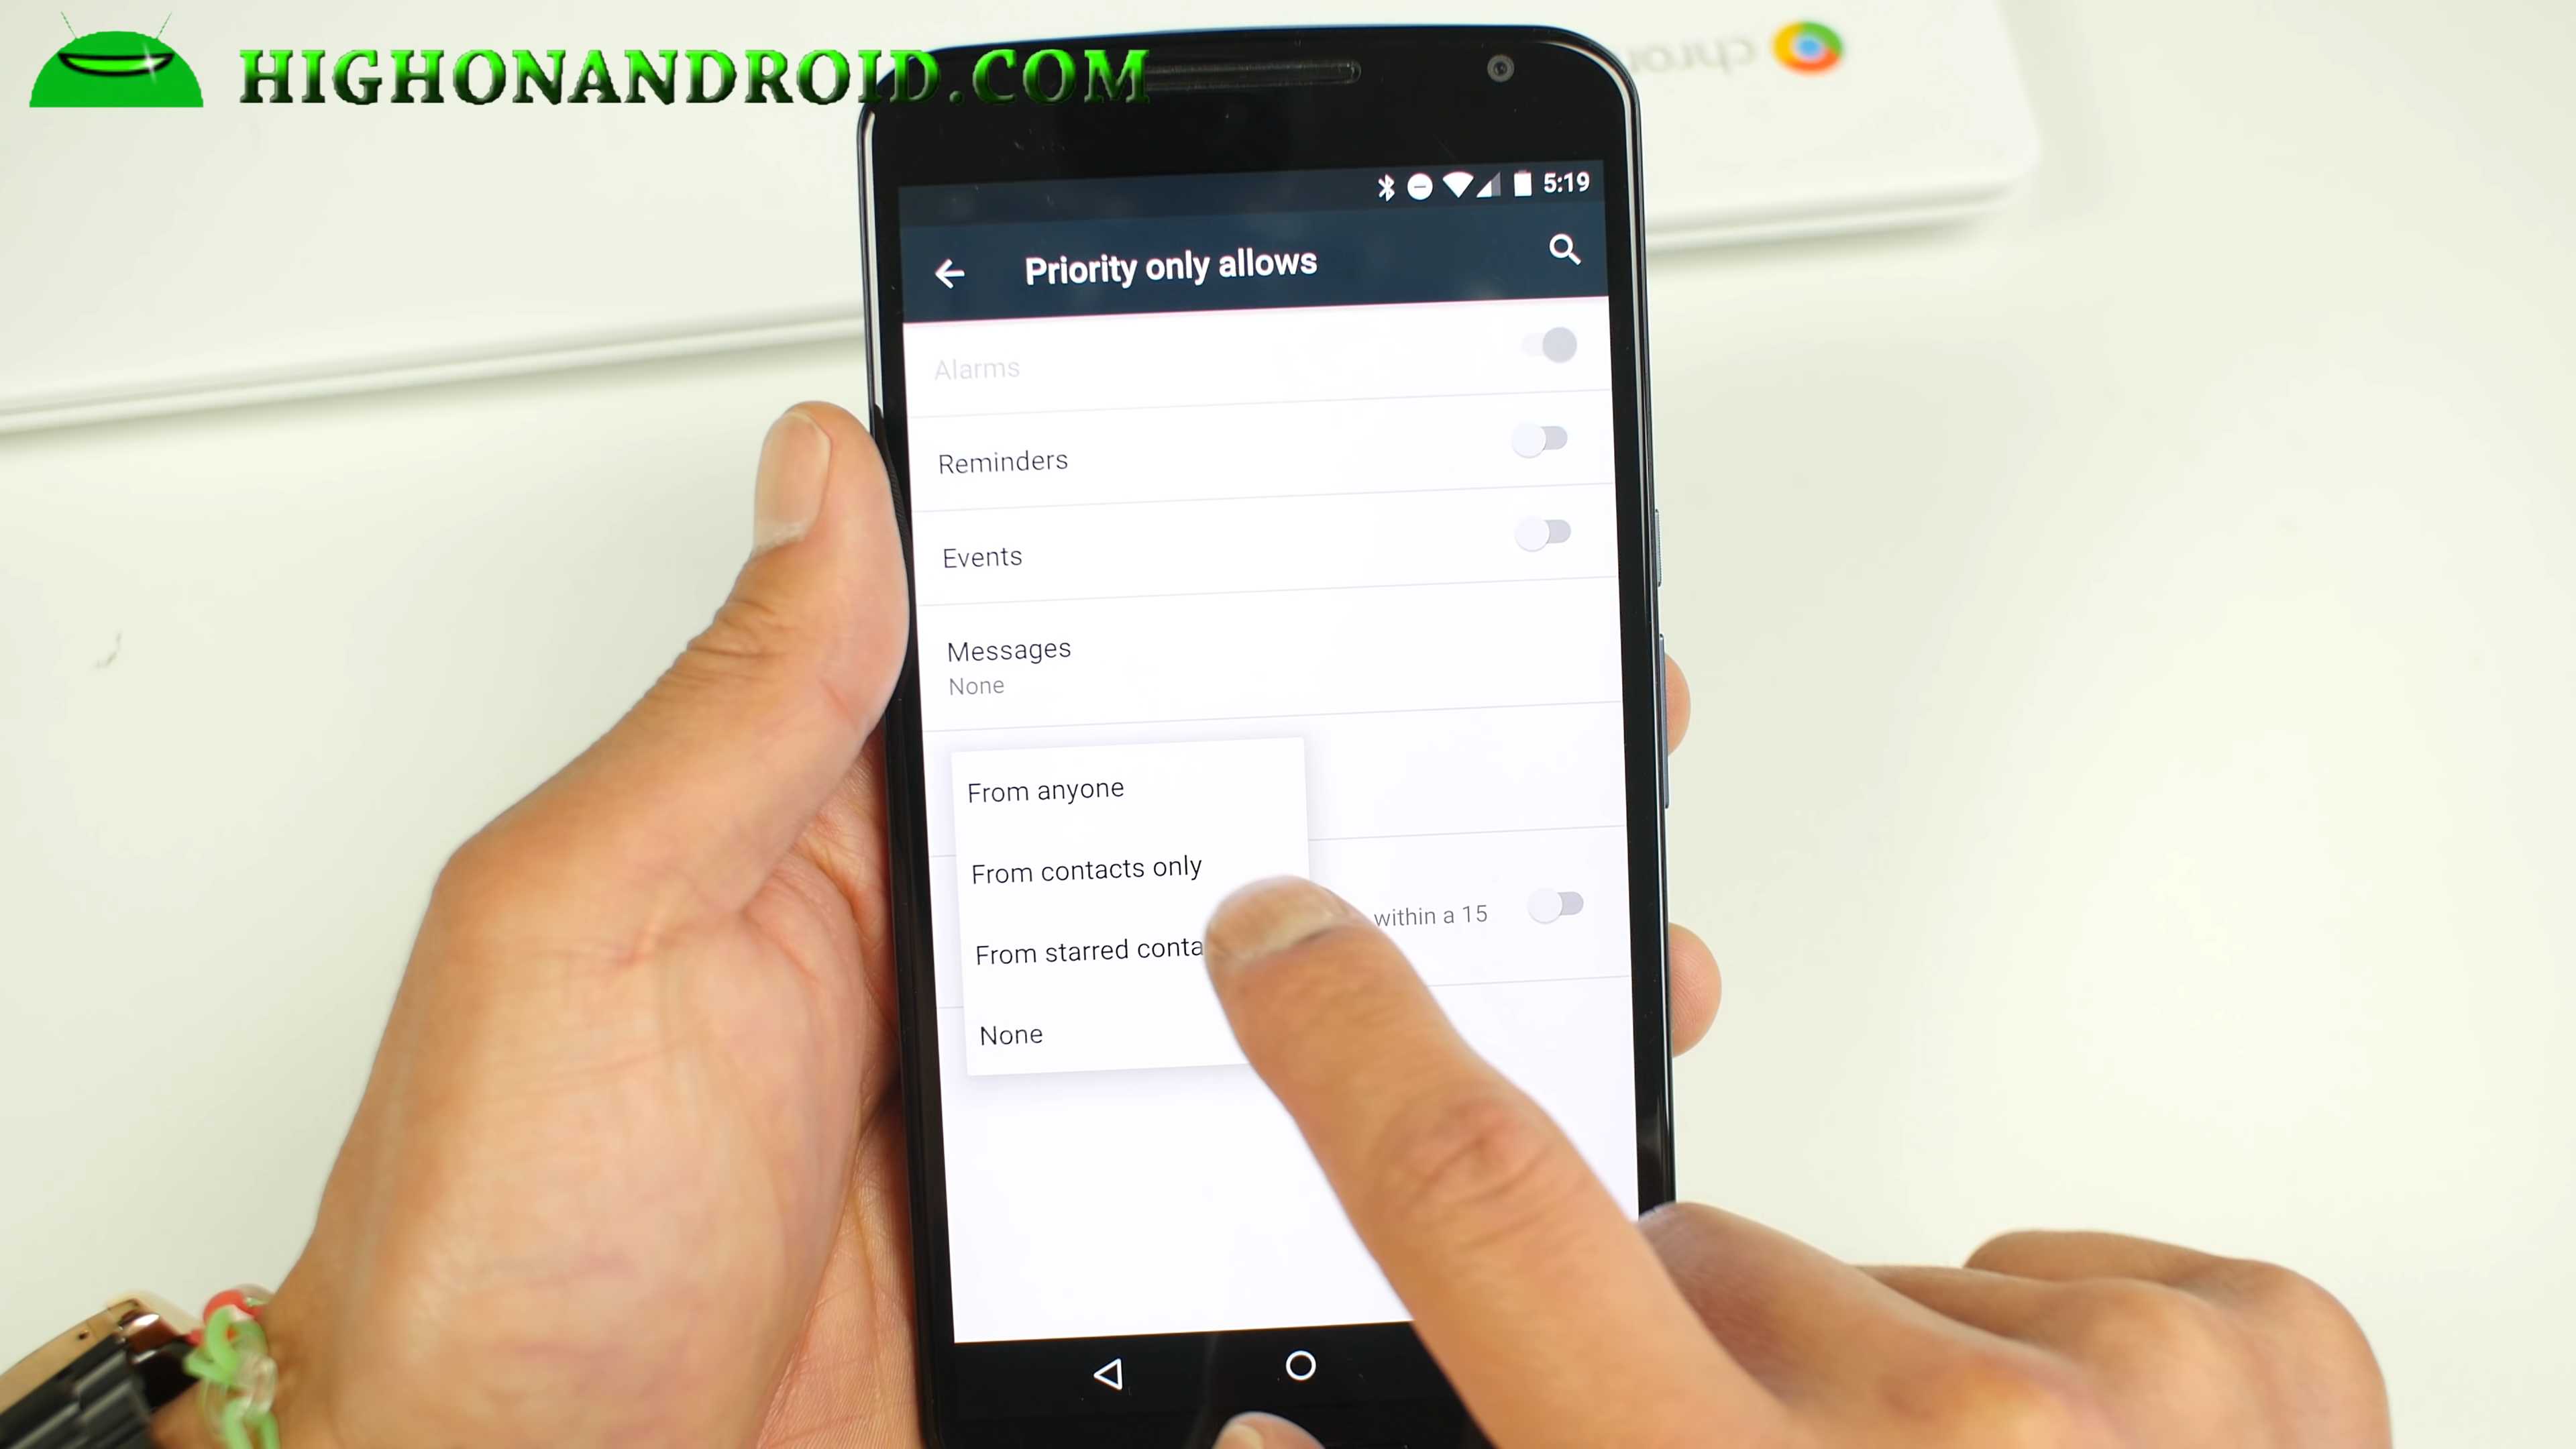 HIGHONANDROID.COM
chro
5:19
Priority only allows
Alarms
Reminders
Events
Messages
None
From anyone
From contacts only
From starred conta
within a 15
None